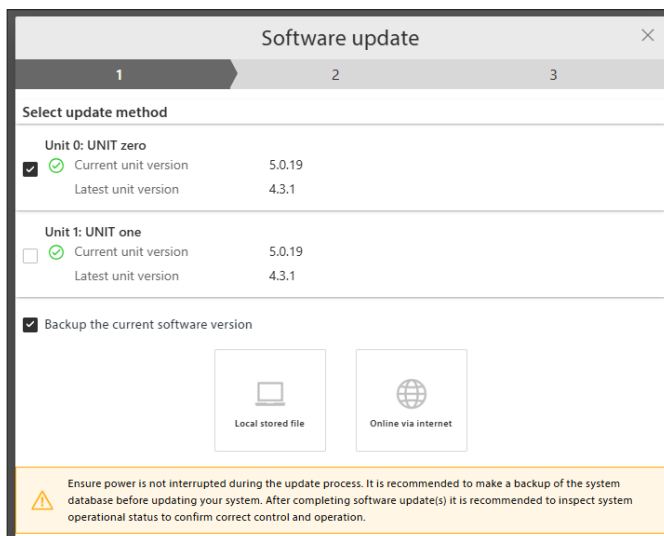 Software update
1 2 3
Select update method
Unit 0: UNIT zero
Current unit version 5.0.19
Latest unit version 4.3.1
Unit 1: UNIT one
Current unit version 5.0.19
Latest unit version 4.3.1
Backup the current software version
Local stored file Online via internet
Ensure power is not interrupted during the update process. It is recommended to make a backup of the system
database before updating your system. After completing software update(s) it is recommended to inspect system
operational status to confirm correct control and operation.